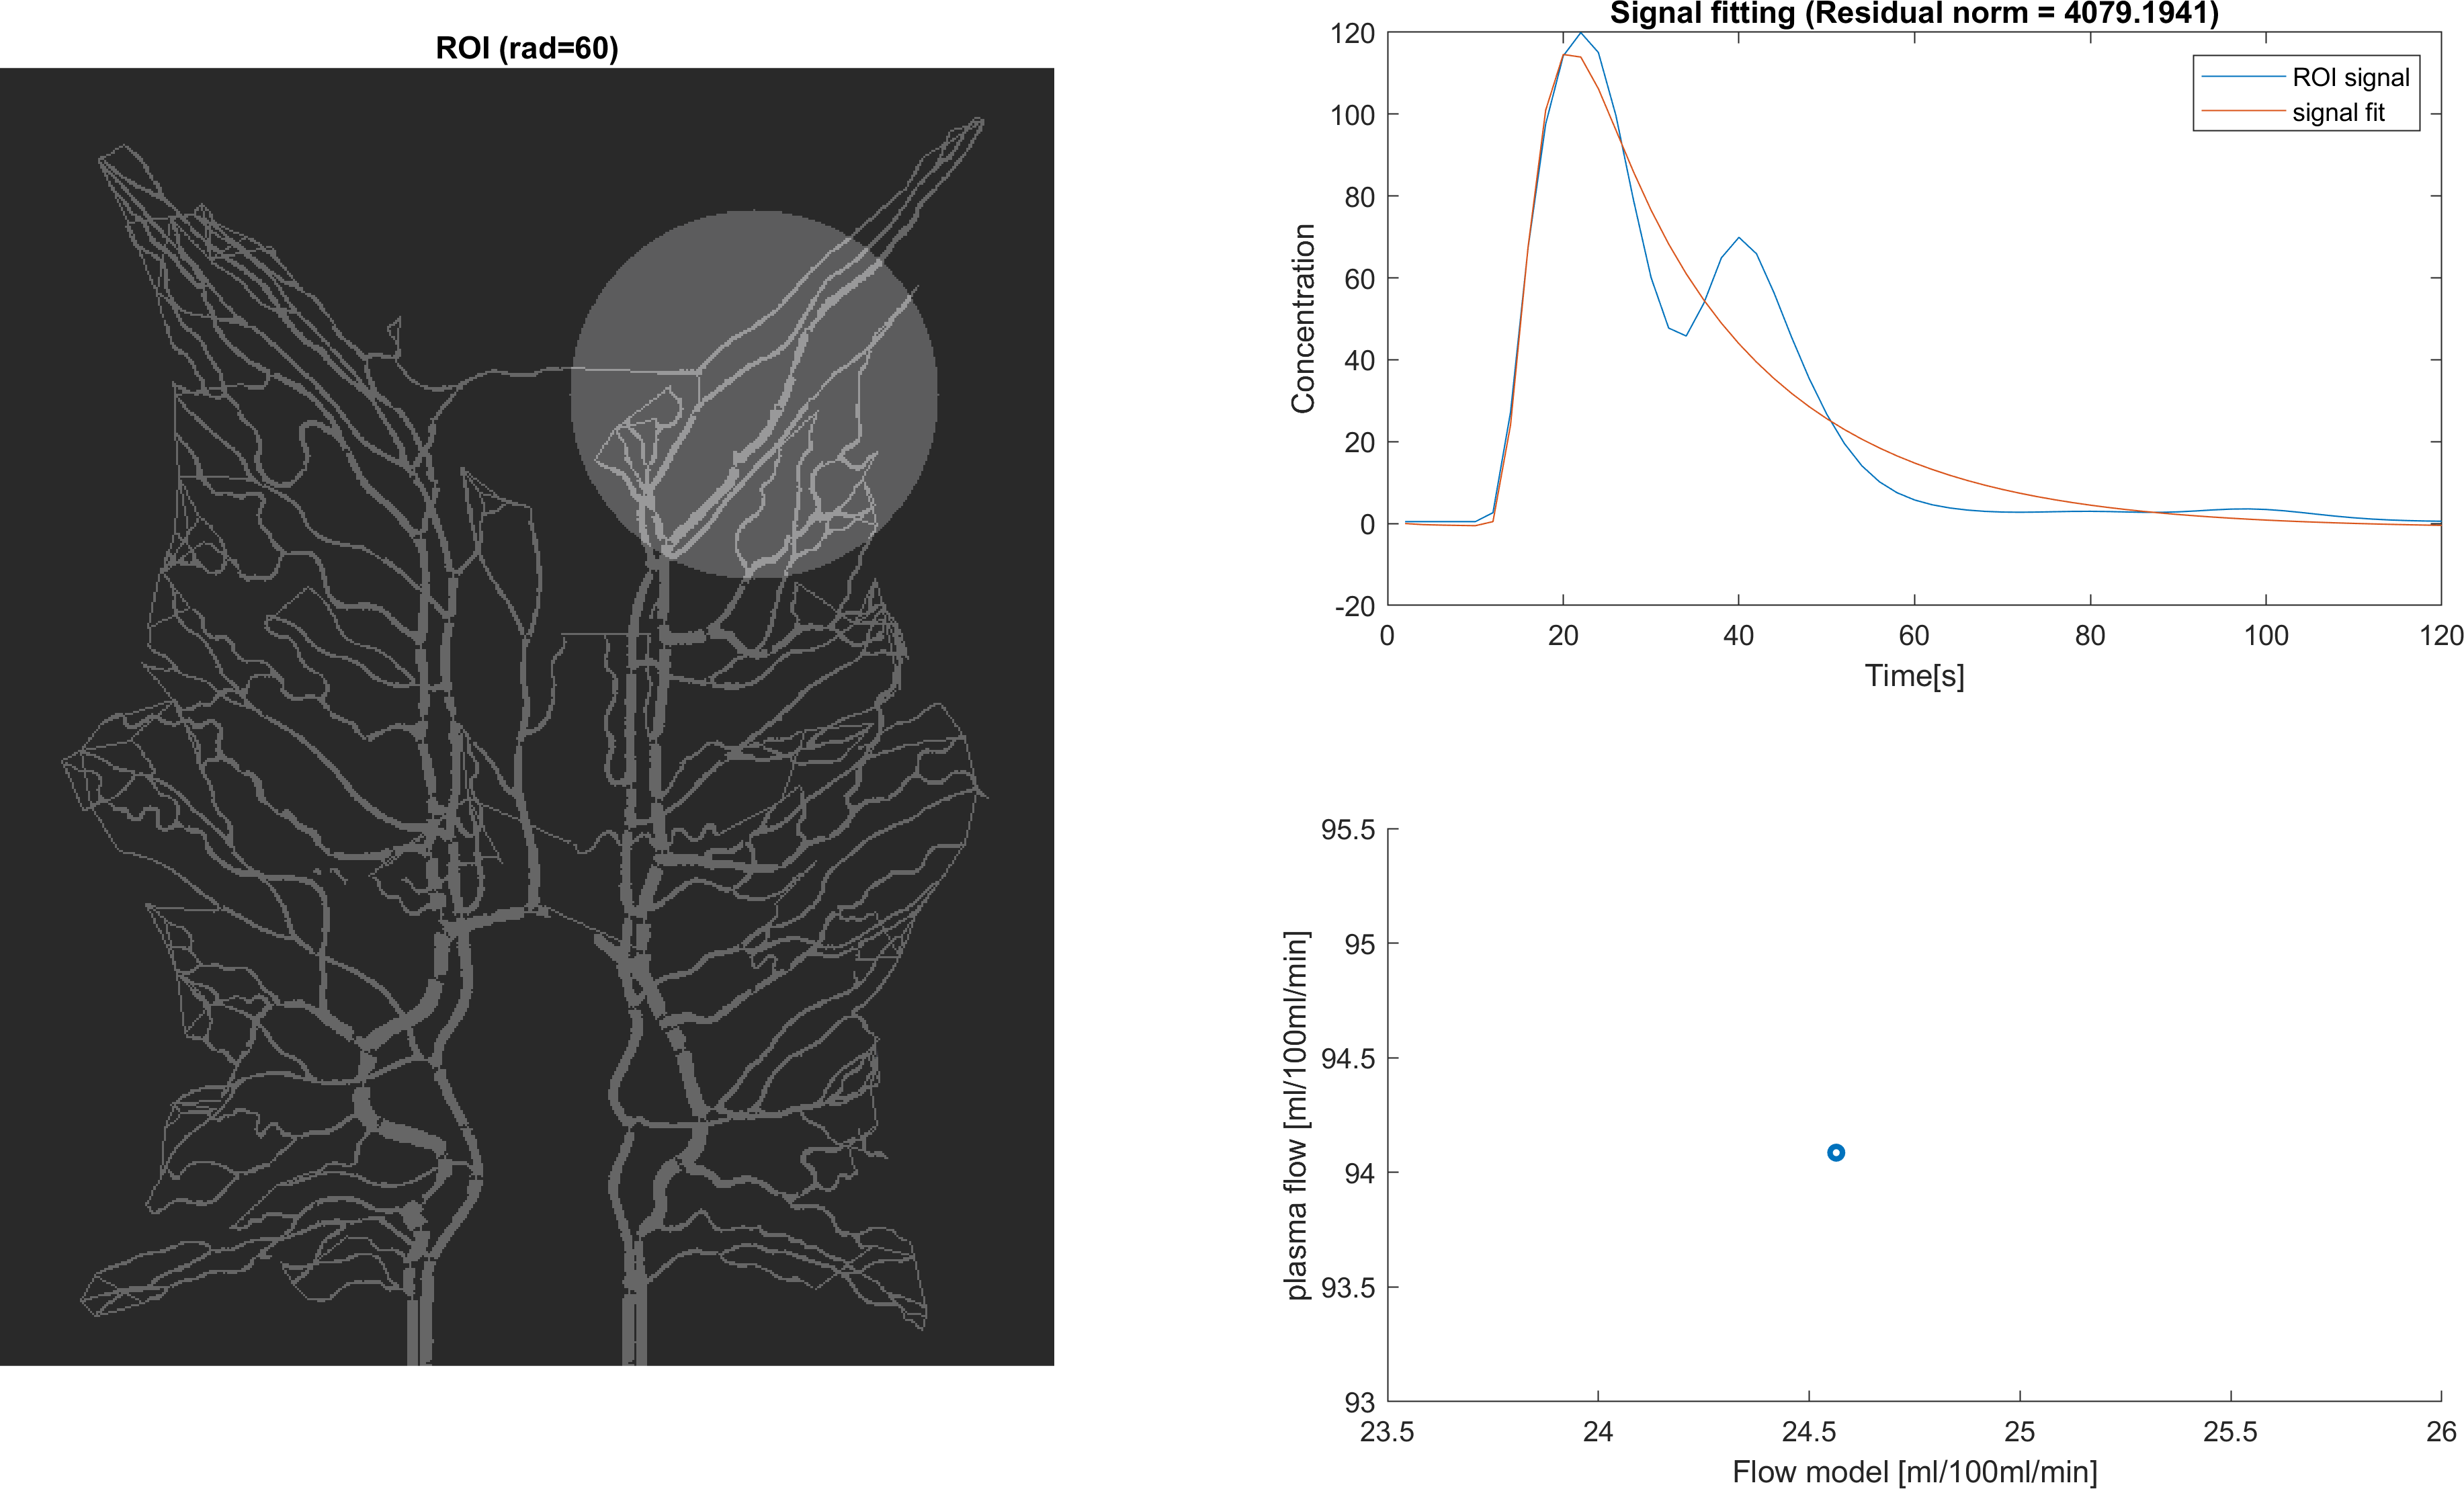 ROI (rad=60)
Signal fitting (Residual norm = 4079.1941)
120
100
80
60
40
20
0
-20
Concentration
ROI signal
signal fit
0 20 40 60 80 100 120
Time[s]
95.5
95
94.5
94
93.5
93
plasma flow [ml/100ml/min]
23.5 24 24.5 25 25.5 26
Flow model [ml/100ml/min]